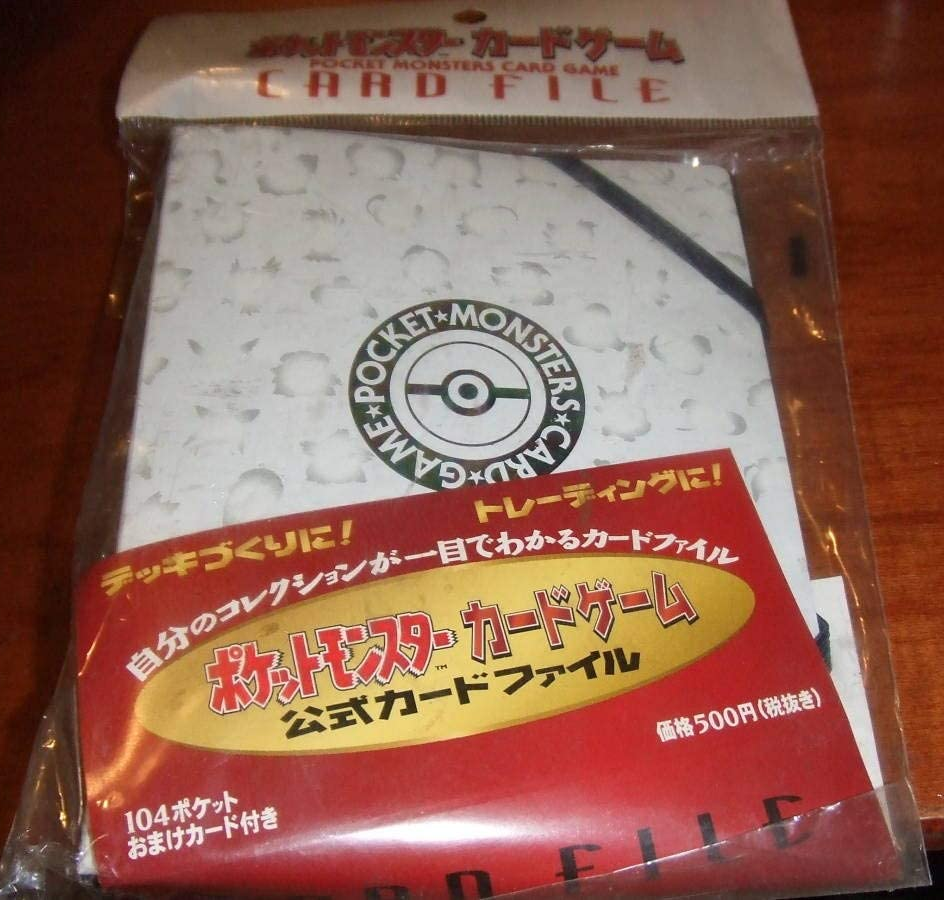 ポケットモンスター カードゲーム
POCKET MONSTERS CARD GAME
CARD FILE
POCKET★MONSTERS★CARD★GAME★
デッキづくりに! トレーディングに!
自分のコレクションが一目でわかるカードファイル
ポケットモンスター カードゲーム
TM
公式カードファイル
価格500円(税抜き)
104ポケット
おまけカード付き
CARD FILE